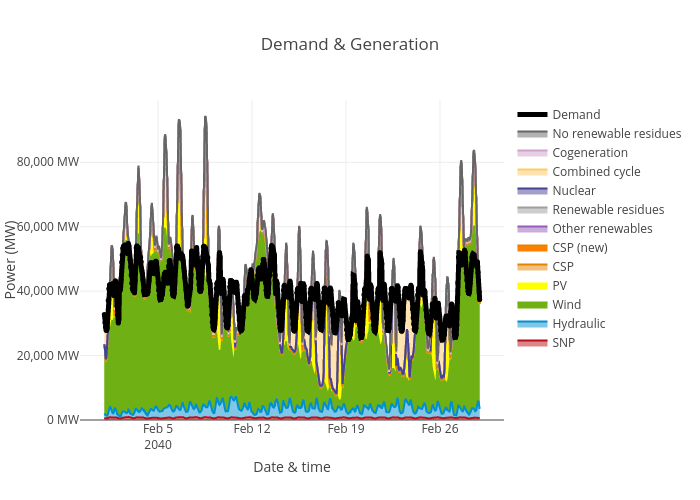 Demand & Generation
Power (MW)
80,000 MW
60,000 MW
40,000 MW
20,000 MW
0 MW
Feb 5
2040
Feb 12
Feb 19
Feb 26
Date & time
Demand
No renewable residues
Cogeneration
Combined cycle
Nuclear
Renewable residues
Other renewables
CSP (new)
CSP
PV
Wind
Hydraulic
SNP